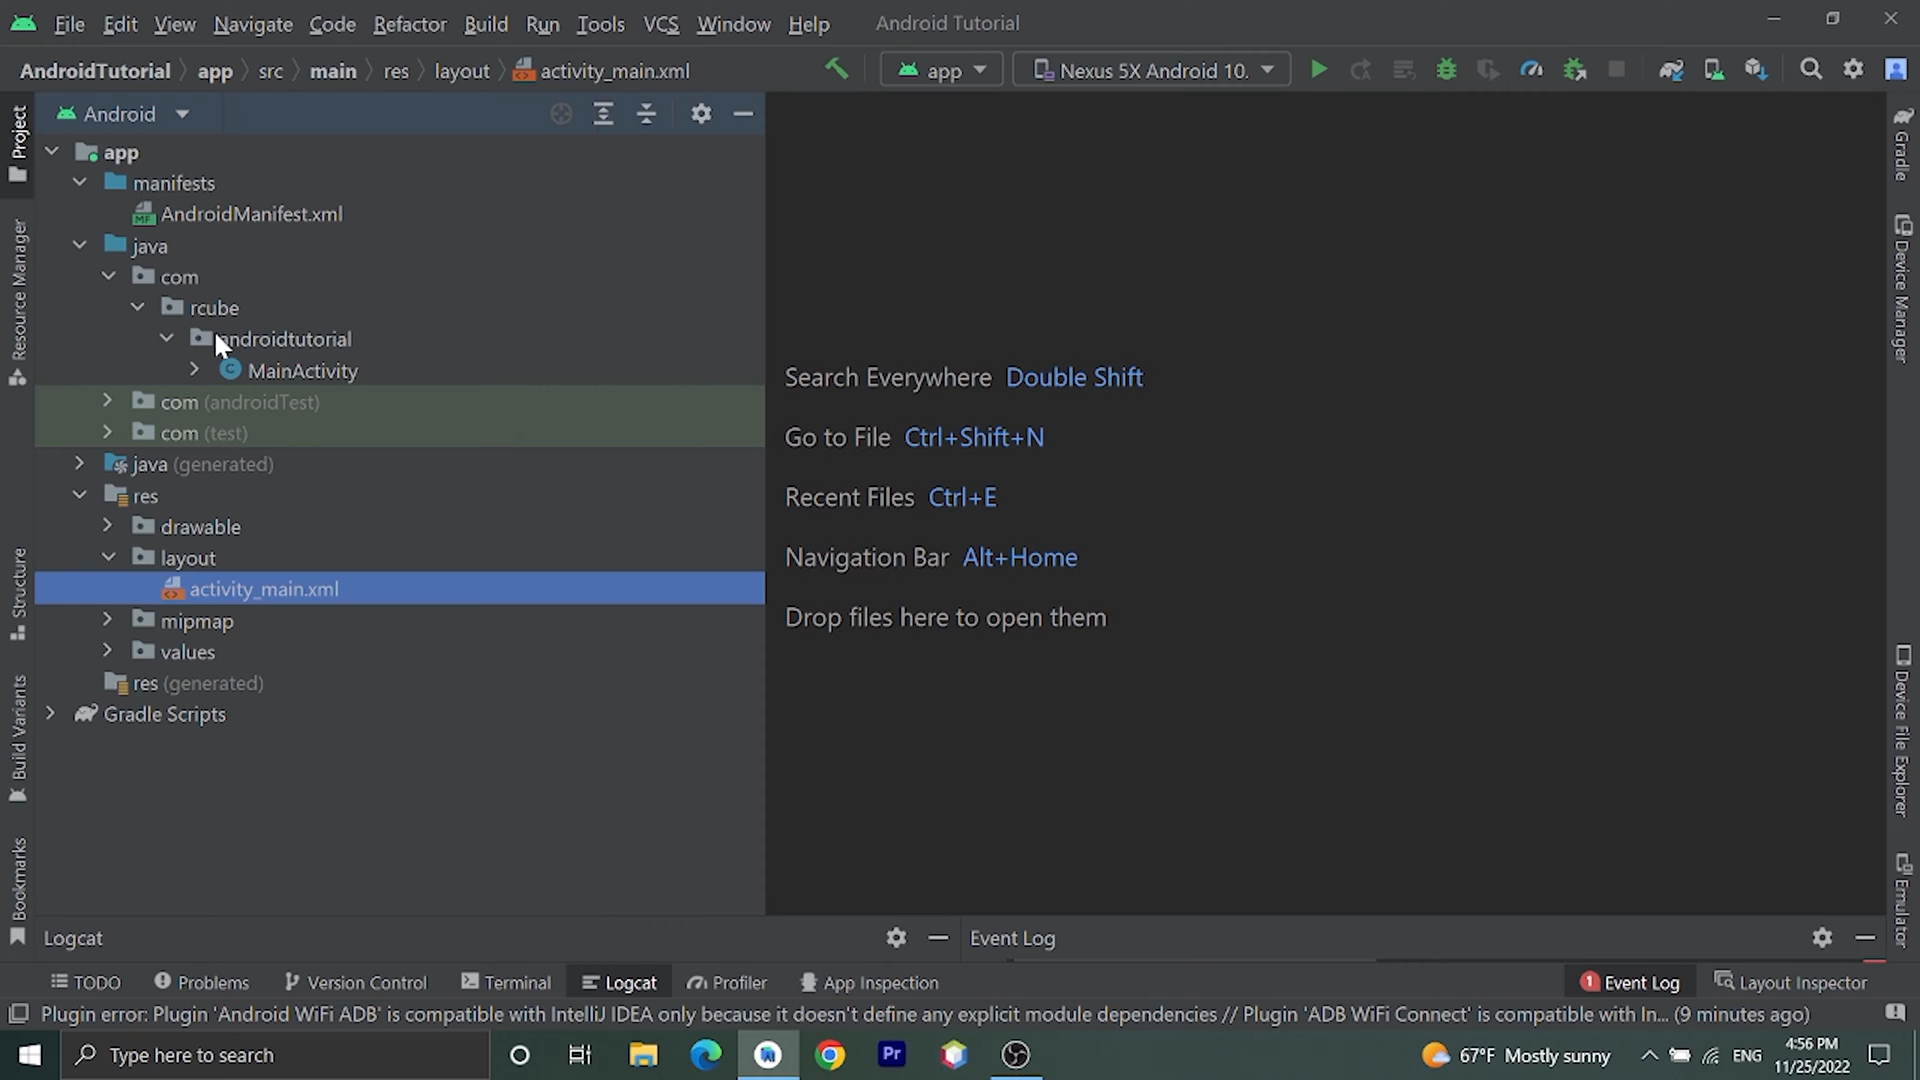 File Edit View Navigate Code Refactor Build Run Tools VCS Window Help Android Tutorial
AndroidTutorial app src main res layout activity_main.xml app Nexus 5X Android 10.
Project
Resource Manager
Structure
Build Variants
Bookmarks
Android
app
manifests
AndroidManifest.xml
java
com
rcube
androidtutorial
MainActivity
com (androidTest)
com (test)
java (generated)
res
drawable
layout
activity_main.xml
mipmap
values
res (generated)
Gradle Scripts
Search Everywhere Double Shift
Go to File Ctrl+Shift+N
Recent Files Ctrl+E
Navigation Bar Alt+Home
Drop files here to open them
Gradle
Device Manager
Device File Explorer
Emulator
Logcat Event Log
TODO Problems Version Control Terminal Logcat Profiler App Inspection 1 Event Log Layout Inspector
Plugin error: Plugin 'Android WiFi ADB' is compatible with IntelliJ IDEA only because it doesn't define any explicit module dependencies // Plugin 'ADB WiFi Connect' is compatible with In... (9 minutes ago)
Type here to search Pr 67°F Mostly sunny ENG 4:56 PM
11/25/2022